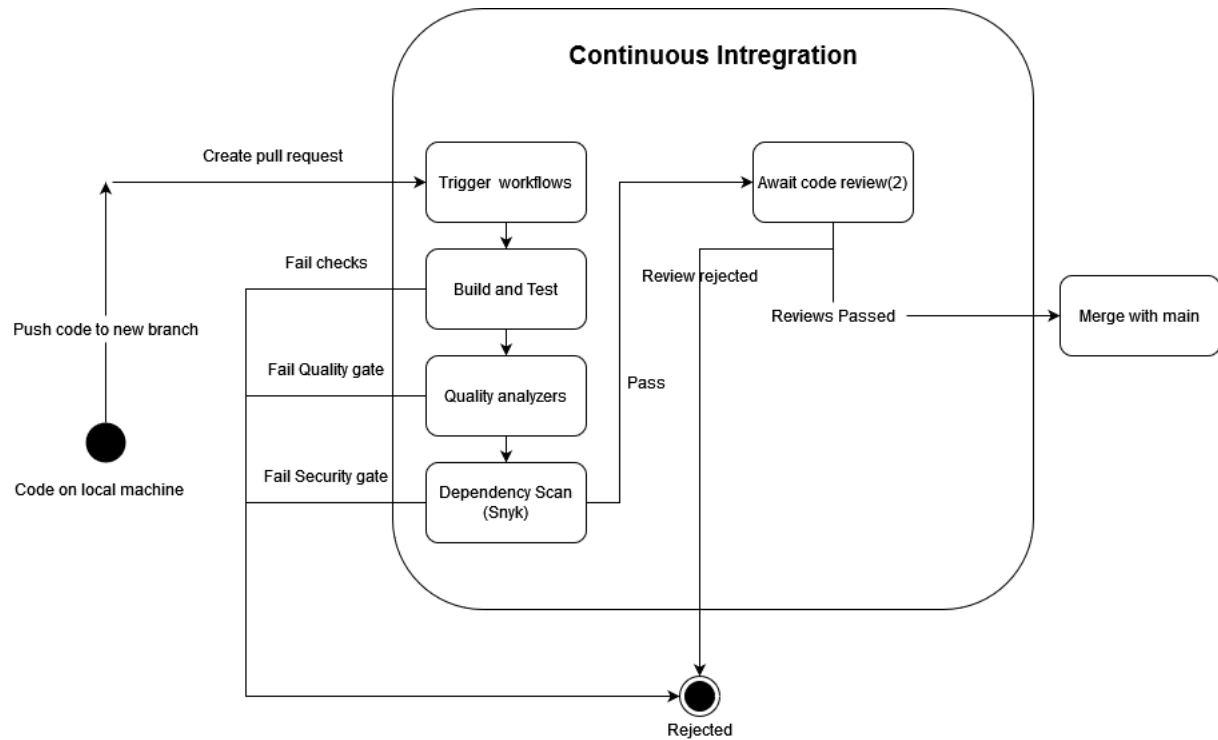 Continuous Intregration
Create pull request
Trigger workflows
Await code review(2)
Fail checks
Build and Test
Review rejected
Push code to new branch
Reviews Passed
Merge with main
Fail Quality gate
Quality analyzers
Pass
Code on local machine
Fail Security gate
Dependency Scan
(Snyk)
Rejected